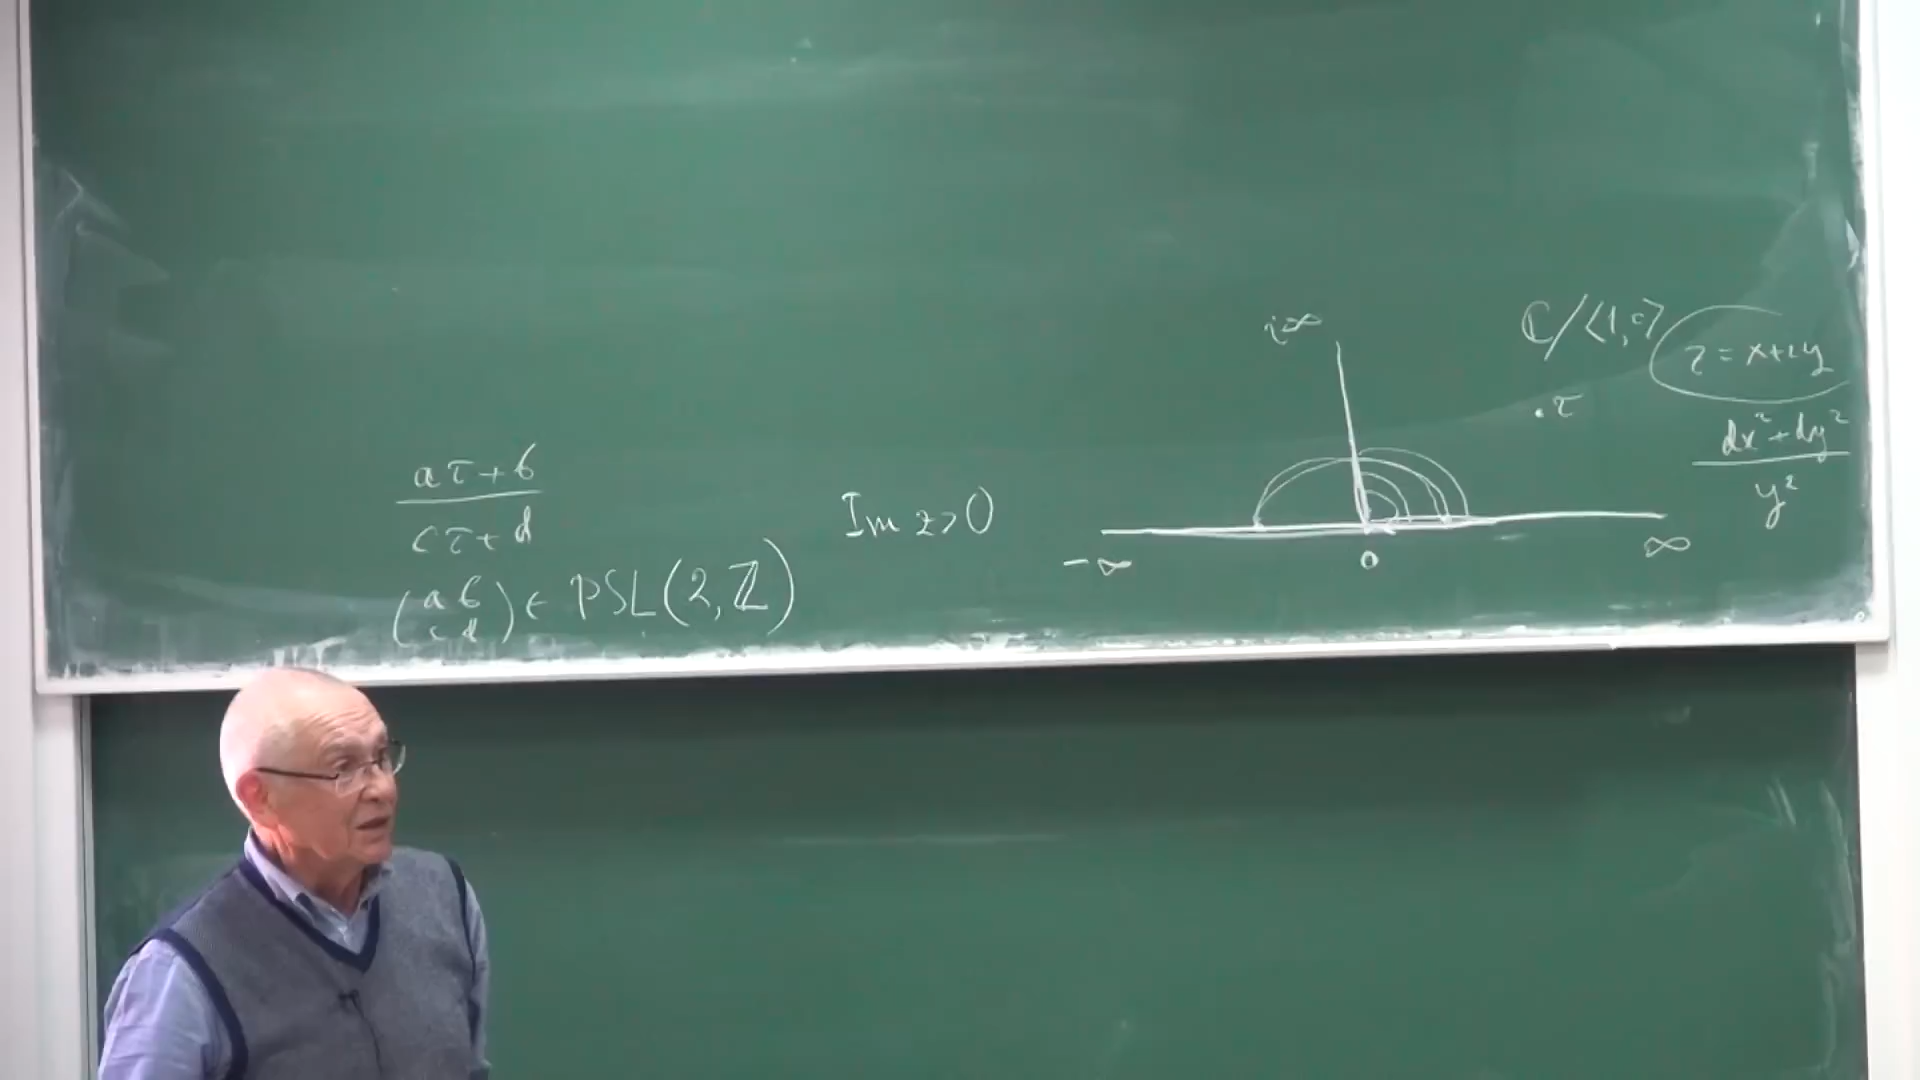 aτ+b
cτ+d
(a b
c d) ∈ PSL(2,ℤ)
Im z>0
i∞
-∞
0
∞
ℂ/<1,τ>
τ
z = x+iy
dx²+dy²
y²